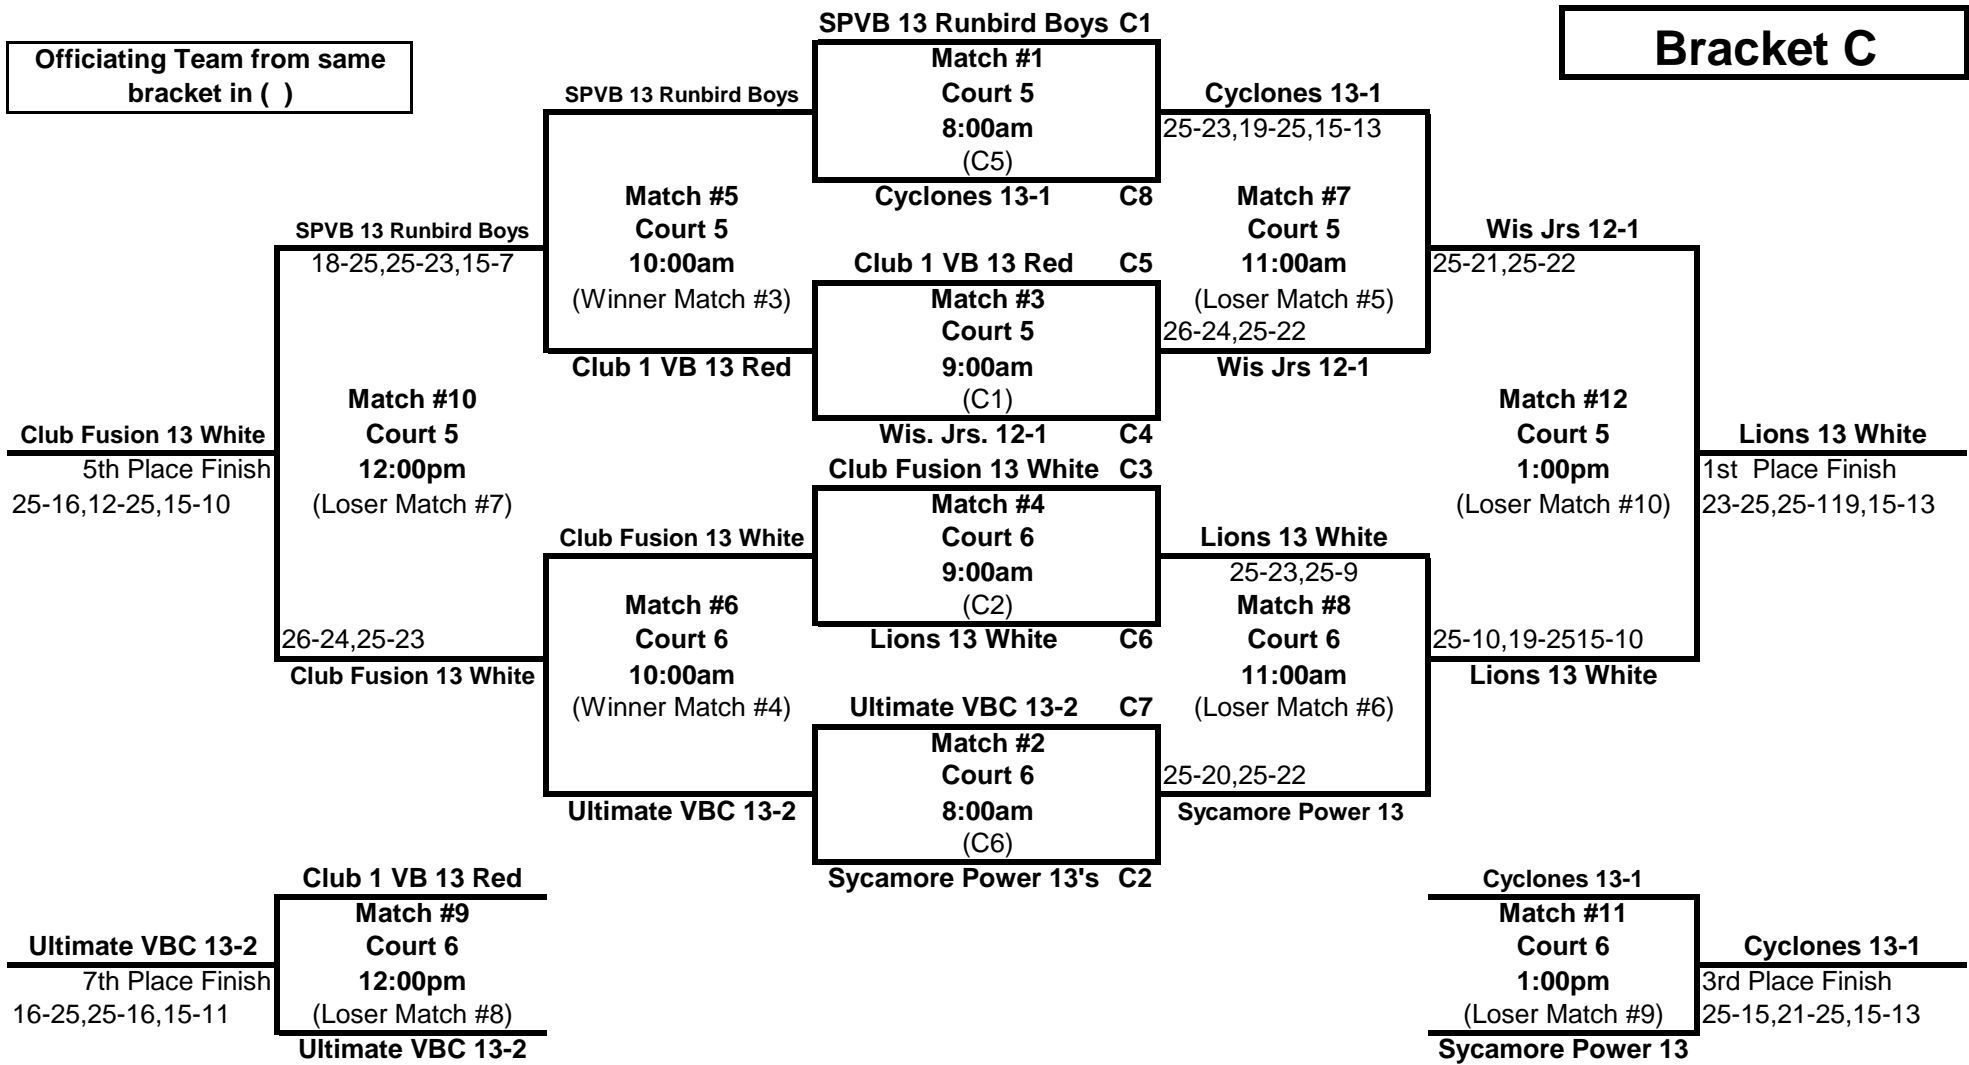 SPVB 13 Runbird Boys C1
Officiating Team from same
bracket in ( )
Bracket C
SPVB 13 Runbird Boys
Match #1
Court 5
8:00am
(C5)
Cyclones 13-1 C8
Cyclones 13-1
25-23,19-25,15-13
SPVB 13 Runbird Boys
18-25,25-23,15-7
Match #5
Court 5
10:00am
(Winner Match #3)
Club 1 VB 13 Red
Club 1 VB 13 Red C5
Match #3
Court 5
9:00am
(C1)
Wis. Jrs. 12-1 C4
Match #7
Court 5
11:00am
(Loser Match #5)
26-24,25-22
Wis Jrs 12-1
Wis Jrs 12-1
25-21,25-22
Club Fusion 13 White
5th Place Finish
25-16,12-25,15-10
Match #10
Court 5
12:00pm
(Loser Match #7)
Club Fusion 13 White C3
Match #4
Court 6
9:00am
(C2)
Lions 13 White C6
Match #12
Court 5
1:00pm
(Loser Match #10)
Lions 13 White
1st Place Finish
23-25,25-119,15-13
Club Fusion 13 White
Match #6
Court 6
10:00am
(Winner Match #4)
Ultimate VBC 13-2
26-24,25-23
Club Fusion 13 White
Lions 13 White
25-23,25-9
Match #8
Court 6
11:00am
(Loser Match #6)
25-20,25-22
Sycamore Power 13
25-10,19-2515-10
Lions 13 White
Ultimate VBC 13-2 C7
Match #2
Court 6
8:00am
(C6)
Sycamore Power 13's C2
Club 1 VB 13 Red
Match #9
Court 6
12:00pm
(Loser Match #8)
Ultimate VBC 13-2
Ultimate VBC 13-2
7th Place Finish
16-25,25-16,15-11
Cyclones 13-1
Match #11
Court 6
1:00pm
(Loser Match #9)
Sycamore Power 13
Cyclones 13-1
3rd Place Finish
25-15,21-25,15-13